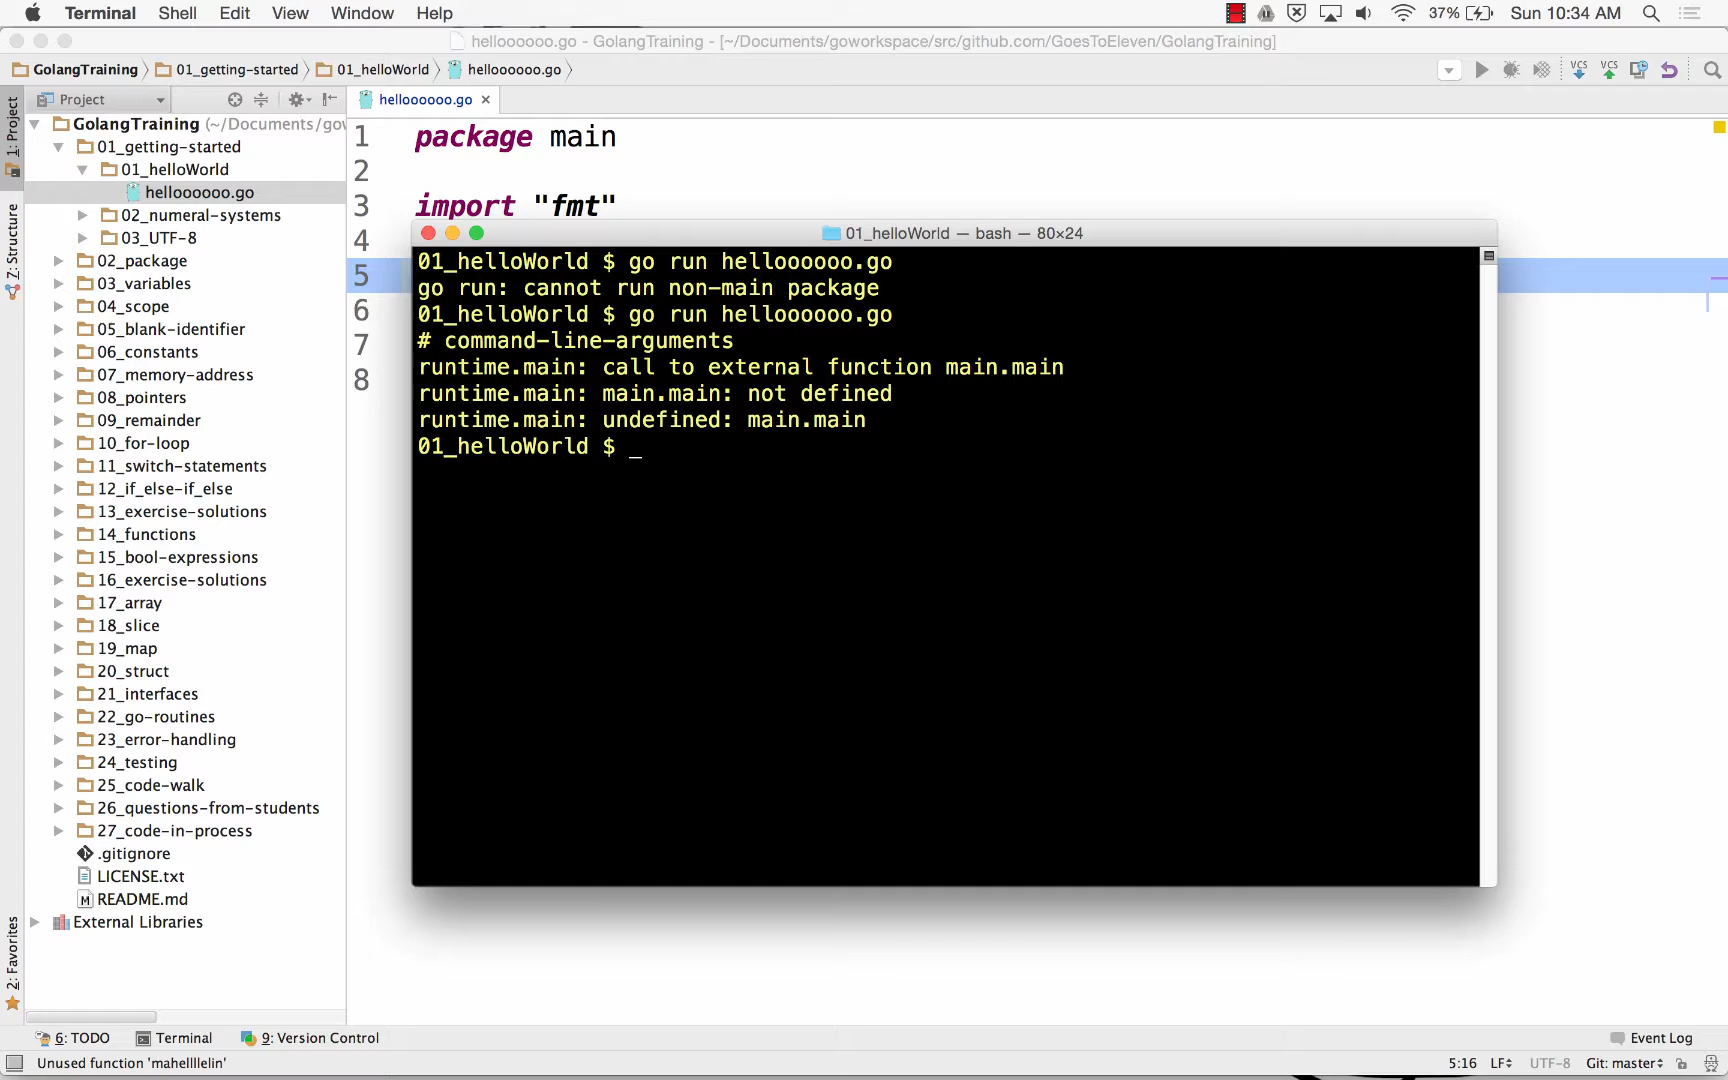 Terminal Shell Edit View Window Help 37% Sun 10:34 AM
helloooooo.go - GolangTraining - [~/Documents/goworkspace/src/github.com/GoesToEleven/GolangTraining]
GolangTraining 01_getting-started 01_helloWorld helloooooo.go
VCS VCS
1: Project
Project
helloooooo.go
GolangTraining (~/Documents/gov
01_getting-started
01_helloWorld
helloooooo.go
02_numeral-systems
03_UTF-8
02_package
03_variables
04_scope
05_blank-identifier
06_constants
07_memory-address
08_pointers
09_remainder
10_for-loop
11_switch-statements
12_if_else-if_else
13_exercise-solutions
14_functions
15_bool-expressions
16_exercise-solutions
17_array
18_slice
19_map
20_struct
21_interfaces
22_go-routines
23_error-handling
24_testing
25_code-walk
26_questions-from-students
27_code-in-process
.gitignore
LICENSE.txt
README.md
External Libraries
Z: Structure
2: Favorites
1 package main
2
3 import "fmt"
4
5
6
7
8
01_helloWorld — bash — 80×24
01_helloWorld $ go run helloooooo.go
go run: cannot run non-main package
01_helloWorld $ go run helloooooo.go
# command-line-arguments
runtime.main: call to external function main.main
runtime.main: main.main: not defined
runtime.main: undefined: main.main
01_helloWorld $ _
6: TODO Terminal 9: Version Control Event Log
Unused function 'mahellllelin' 5:16 LF UTF-8 Git: master